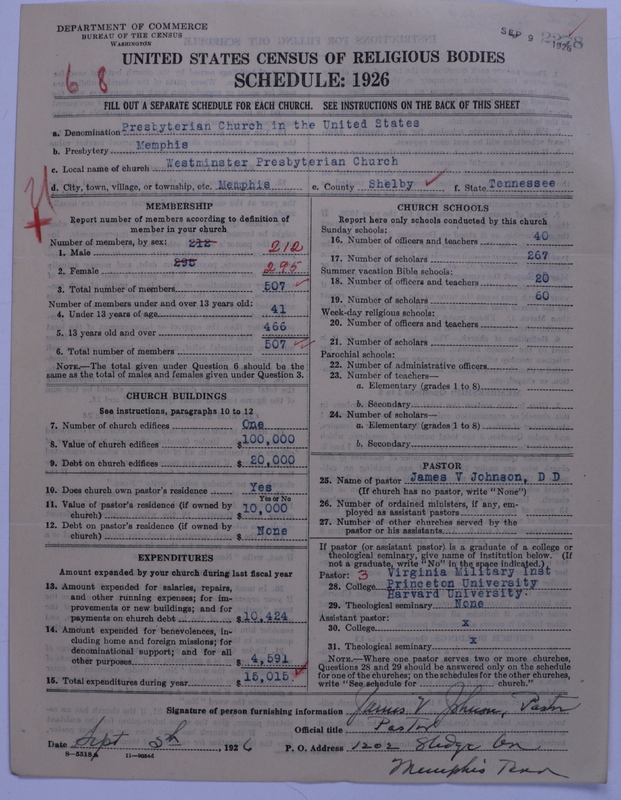 DEPARTMENT OF COMMERCE
BUREAU OF THE CENSUS
WASHINGTON
SEP 9 1926
2278
UNITED STATES CENSUS OF RELIGIOUS BODIES
SCHEDULE: 1926
6 8
FILL OUT A SEPARATE SCHEDULE FOR EACH CHURCH. SEE INSTRUCTIONS ON THE BACK OF THIS SHEET
a. Denomination Presbyterian Church in the United States
b. Presbytery Memphis
c. Local name of church Westminster Presbyterian Church
d. City, town, village, or township, etc. Memphis e. County Shelby f. State Tennessee
MEMBERSHIP
Report number of members according to definition of
member in your church
Number of members, by sex: 212
1. Male 212
2. Female 295 295
3. Total number of members 507
Number of members under and over 13 years old:
4. Under 13 years of age 41
5. 13 years old and over 466
6. Total number of members 507
NOTE.—The total given under Question 6 should be the
same as the total of males and females given under Question 3.
CHURCH BUILDINGS
See instructions, paragraphs 10 to 12
7. Number of church edifices One
8. Value of church edifices $100,000
9. Debt on church edifices $20,000
10. Does church own pastor's residence Yes
Yes or No
11. Value of pastor's residence (if owned by
church) $10,000
12. Debt on pastor's residence (if owned by
church) $None
EXPENDITURES
Amount expended by your church during last fiscal year
13. Amount expended for salaries, repairs,
and other running expenses; for im-
provements or new buildings; and for
payments on church debt $10,424
14. Amount expended for benevolences, in-
cluding home and foreign missions; for
denominational support; and for all
other purposes $4,591
15. Total expenditures during year $15,015
CHURCH SCHOOLS
Report here only schools conducted by this church
Sunday schools:
16. Number of officers and teachers 40
17. Number of scholars 267
Summer vacation Bible schools:
18. Number of officers and teachers 20
19. Number of scholars 60
Week-day religious schools:
20. Number of officers and teachers
21. Number of scholars
Parochial schools:
22. Number of administrative officers
23. Number of teachers—
a. Elementary (grades 1 to 8)
b. Secondary
24. Number of scholars—
a. Elementary (grades 1 to 8)
b. Secondary
PASTOR
25. Name of pastor James V Johnson, D D
(If church has no pastor, write "None")
26. Number of ordained ministers, if any, em-
ployed as assistant pastors
27. Number of other churches served by the
pastor or his assistants
If pastor (or assistant pastor) is a graduate of a college or
theological seminary, give name of institution below. (If
not a graduate, write "No" in the space indicated.)
Pastor: 3 Virginia Military Inst
28. College Princeton University
Harvard University.
29. Theological seminary None
Assistant pastor:
30. College x
31. Theological seminary x
NOTE.—Where one pastor serves two or more churches,
Questions 28 and 29 should be answered only on the schedule
for one of the churches; on the schedules for the other churches,
write "See schedule for church."
Signature of person furnishing information James V Johnson, Pastor
Official title Pastor
Date Sept 5th, 1926 P. O. Address 1202 Sledge Ave
Memphis Tenn
8—5318A 11—9954